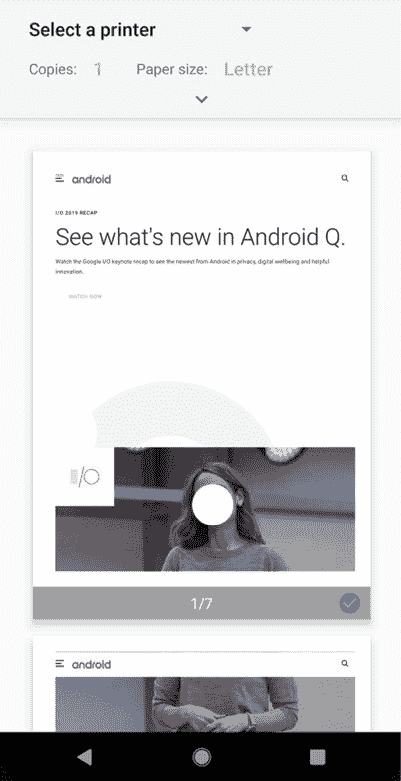 Select a printer
Copies: 1 Paper size: Letter
android
I/O 2019 RECAP
See what's new in Android Q.
Watch the Google I/O keynote recap to see the newest from Android in privacy, digital wellbeing and helpful
innovation.
WATCH NOW
I/O
1/7
android